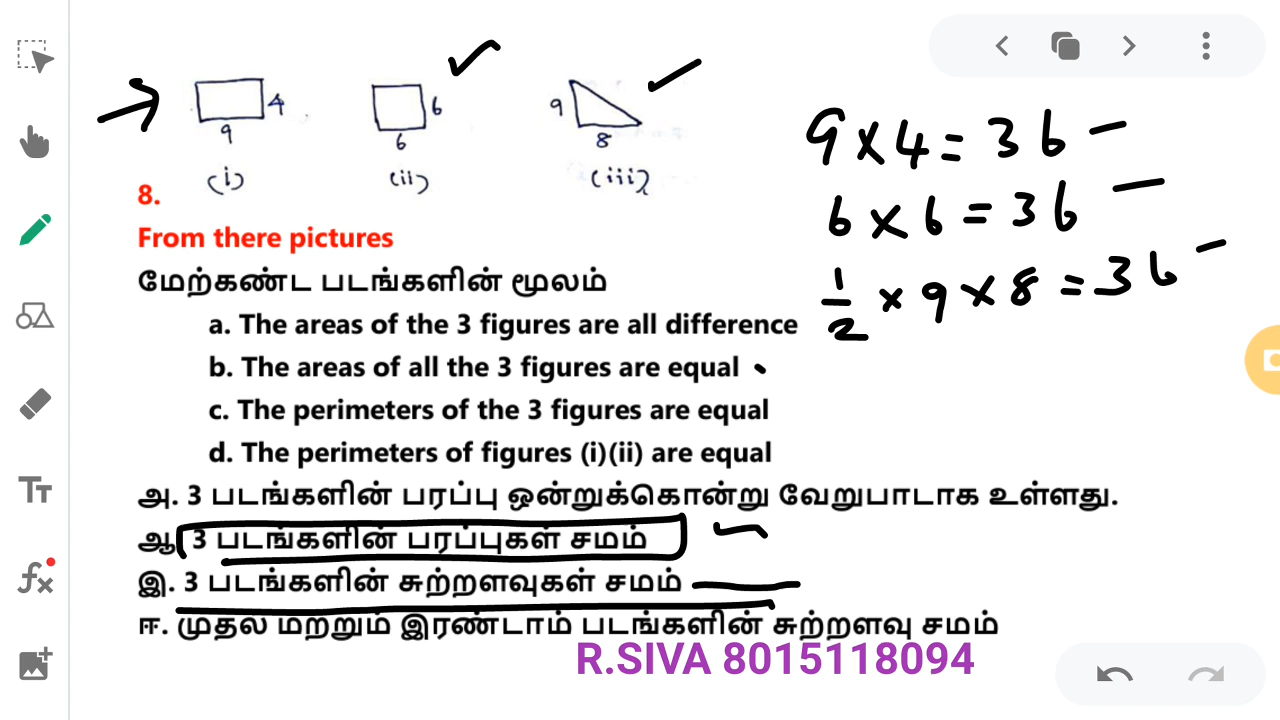 9 4
6 6
9 8
(i) (ii) (iii)
9 x 4 = 36 –
6 x 6 = 36 –
1/2 x 9 x 8 = 36 –
8.
From there pictures
மேற்கண்ட படங்களின் மூலம்
a. The areas of the 3 figures are all difference
b. The areas of all the 3 figures are equal
c. The perimeters of the 3 figures are equal
d. The perimeters of figures (i)(ii) are equal
அ. 3 படங்களின் பரப்பு ஒன்றுக்கொன்று வேறுபாடாக உள்ளது.
ஆ 3 படங்களின் பரப்புகள் சமம்
இ. 3 படங்களின் சுற்றளவுகள் சமம்
ஈ. முதல் மற்றும் இரண்டாம் படங்களின் சுற்றளவு சமம்
R.SIVA 8015118094
TT
fx